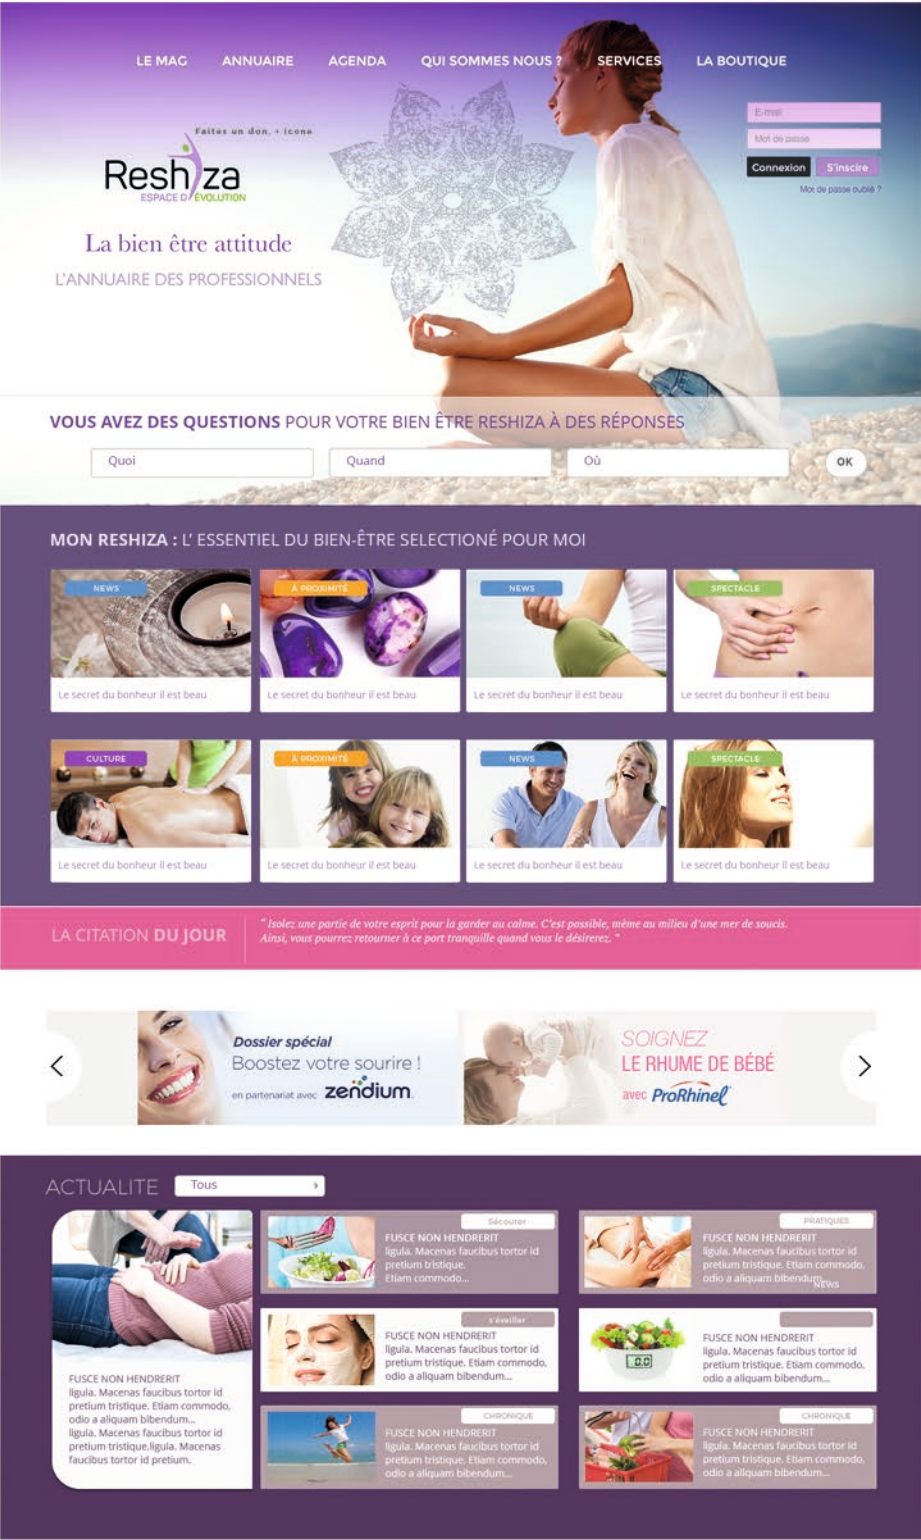 LE MAG ANNUAIRE AGENDA QUI SOMMES NOUS ? SERVICES LA BOUTIQUE
E-mail
Mot de passe
Connexion S'inscire
Mot de passe oublié ?
Faites un don, + icone
Reshiza
ESPACE D'ÉVOLUTION
La bien être attitude
L'ANNUAIRE DES PROFESSIONNELS
VOUS AVEZ DES QUESTIONS POUR VOTRE BIEN ÊTRE RESHIZA À DES RÉPONSES
Quoi Quand Où OK
MON RESHIZA : L' ESSENTIEL DU BIEN-ÊTRE SELECTIONÉ POUR MOI
NEWS À PROXIMITÉ NEWS SPECTACLE
Le secret du bonheur il est beau Le secret du bonheur il est beau Le secret du bonheur il est beau Le secret du bonheur il est beau
CULTURE À PROXIMITÉ NEWS SPECTACLE
Le secret du bonheur il est beau Le secret du bonheur il est beau Le secret du bonheur il est beau Le secret du bonheur il est beau
LA CITATION DU JOUR
“ Isolez une partie de votre esprit pour la garder au calme. C'est possible, même au milieu d'une mer de soucis.
Ainsi, vous pourrez retourner à ce port tranquille quand vous le désirerez. ”
Dossier spécial
Boostez votre sourire !
en partenariat avec zendium
SOIGNEZ
LE RHUME DE BÉBÉ
avec ProRhinel
ACTUALITE Tous
FUSCE NON HENDRERIT
ligula. Macenas faucibus tortor id
pretium tristique. Etiam commodo,
odio a aliquam bibendum...
ligula. Macenas faucibus tortor id
pretium tristique.ligula. Macenas
faucibus tortor id pretium.
Sécouter
FUSCE NON HENDRERIT
ligula. Macenas faucibus tortor id
pretium tristique.
Etiam commodo...
PRATIQUES
FUSCE NON HENDRERIT
ligula. Macenas faucibus tortor id
pretium tristique. Etiam commodo,
odio a aliquam bibendum...
NEWS
s'éveiller
FUSCE NON HENDRERIT
ligula. Macenas faucibus tortor id
pretium tristique. Etiam commodo,
odio a aliquam bibendum...
0.0
FUSCE NON HENDRERIT
ligula. Macenas faucibus tortor id
pretium tristique. Etiam commodo,
odio a aliquam bibendum...
CHRONIQUE
FUSCE NON HENDRERIT
ligula. Macenas faucibus tortor id
pretium tristique. Etiam commodo,
odio a aliquam bibendum...
CHRONIQUE
FUSCE NON HENDRERIT
ligula. Macenas faucibus tortor id
pretium tristique. Etiam commodo,
odio a aliquam bibendum...